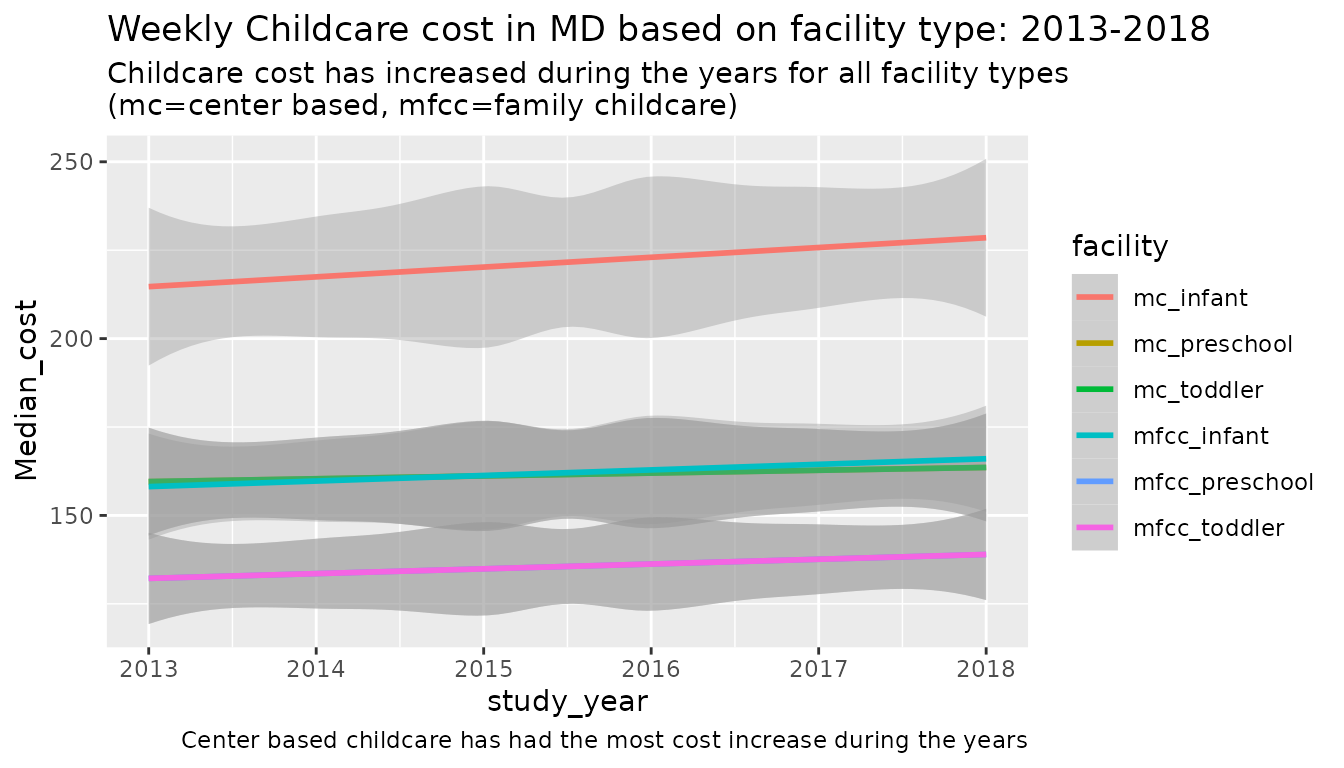 Weekly Childcare cost in MD based on facility type: 2013-2018
Childcare cost has increased during the years for all facility types
(mc=center based, mfcc=family childcare)
250
200
150
Median_cost
2013 2014 2015 2016 2017 2018
study_year
facility
mc_infant
mc_preschool
mc_toddler
mfcc_infant
mfcc_preschool
mfcc_toddler
Center based childcare has had the most cost increase during the years